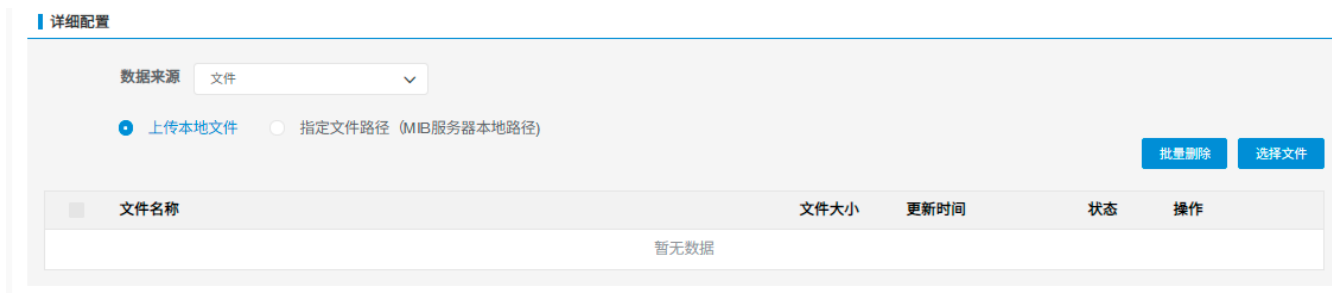 详细配置
数据来源 文件
上传本地文件 指定文件路径（MIB服务器本地路径)
批量删除 选择文件
文件名称 文件大小 更新时间 状态 操作
暂无数据